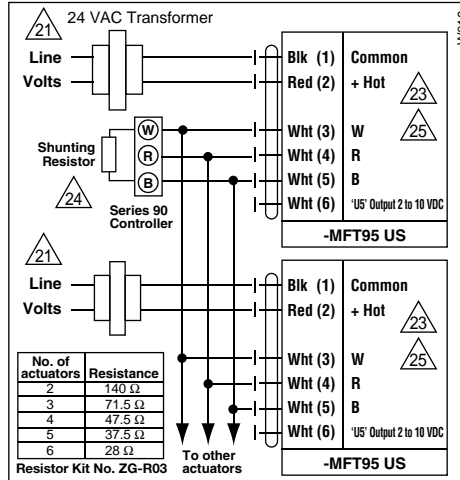 21 24 VAC Transformer
Line
Volts
Blk (1) Common
Red (2) + Hot
23
25
Wht (3) W
Wht (4) R
Wht (5) B
Wht (6) 'U5' Output 2 to 10 VDC
-MFT95 US
Shunting
Resistor
24
W
R
B
Series 90
Controller
21
Line
Volts
Blk (1) Common
Red (2) + Hot
23
25
Wht (3) W
Wht (4) R
Wht (5) B
Wht (6) 'U5' Output 2 to 10 VDC
-MFT95 US
No. of
actuators Resistance
2 140 Ω
3 71.5 Ω
4 47.5 Ω
5 37.5 Ω
6 28 Ω
Resistor Kit No. ZG-R03
To other
actuators